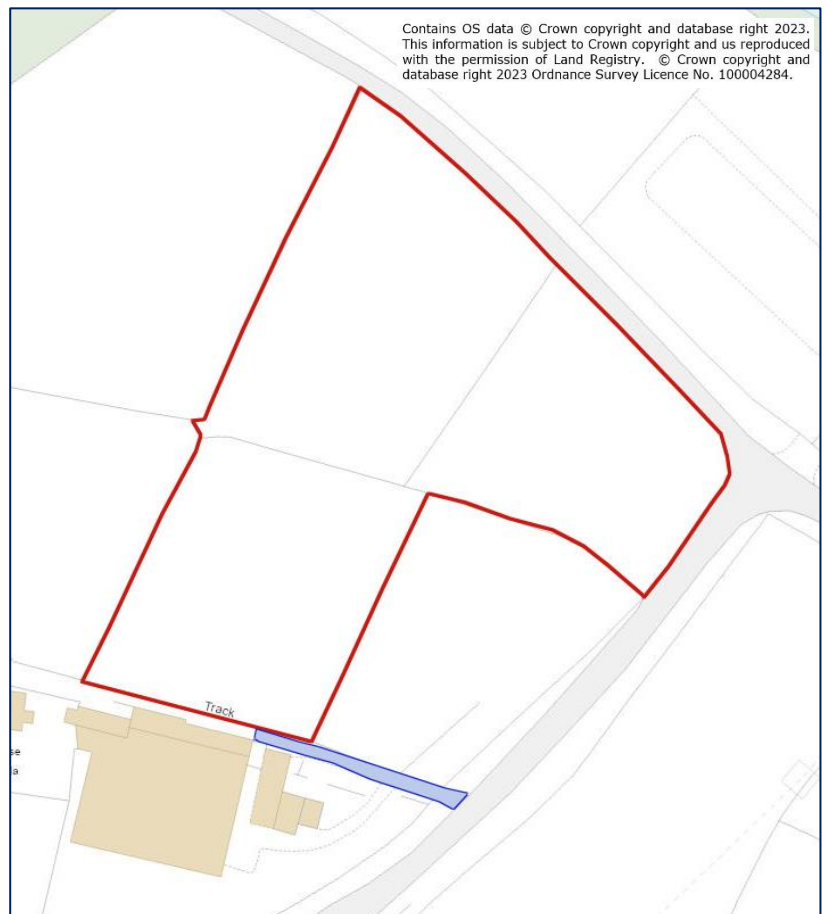 Contains OS data © Crown copyright and database right 2023.
This information is subject to Crown copyright and us reproduced
with the permission of Land Registry. © Crown copyright and
database right 2023 Ordnance Survey Licence No. 100004284.
Track
se
a